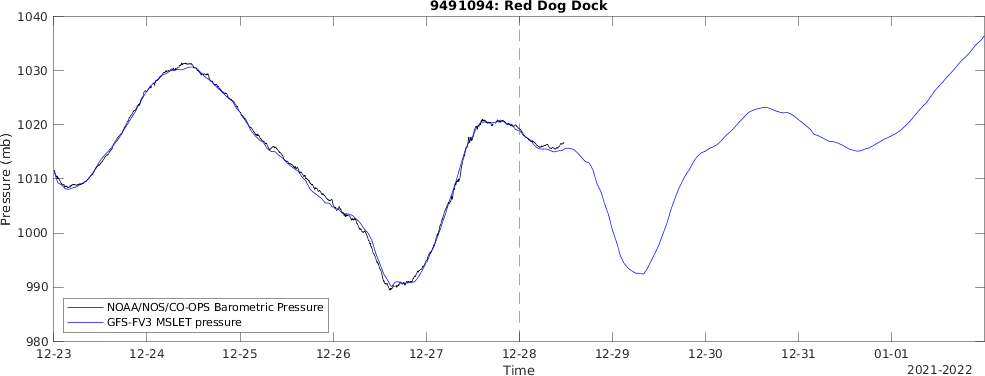 9491094: Red Dog Dock
Pressure (mb)
1040
1030
1020
1010
1000
990
980
NOAA/NOS/CO-OPS Barometric Pressure
GFS-FV3 MSLET pressure
12-23 12-24 12-25 12-26 12-27 12-28 12-29 12-30 12-31 01-01
Time
2021-2022